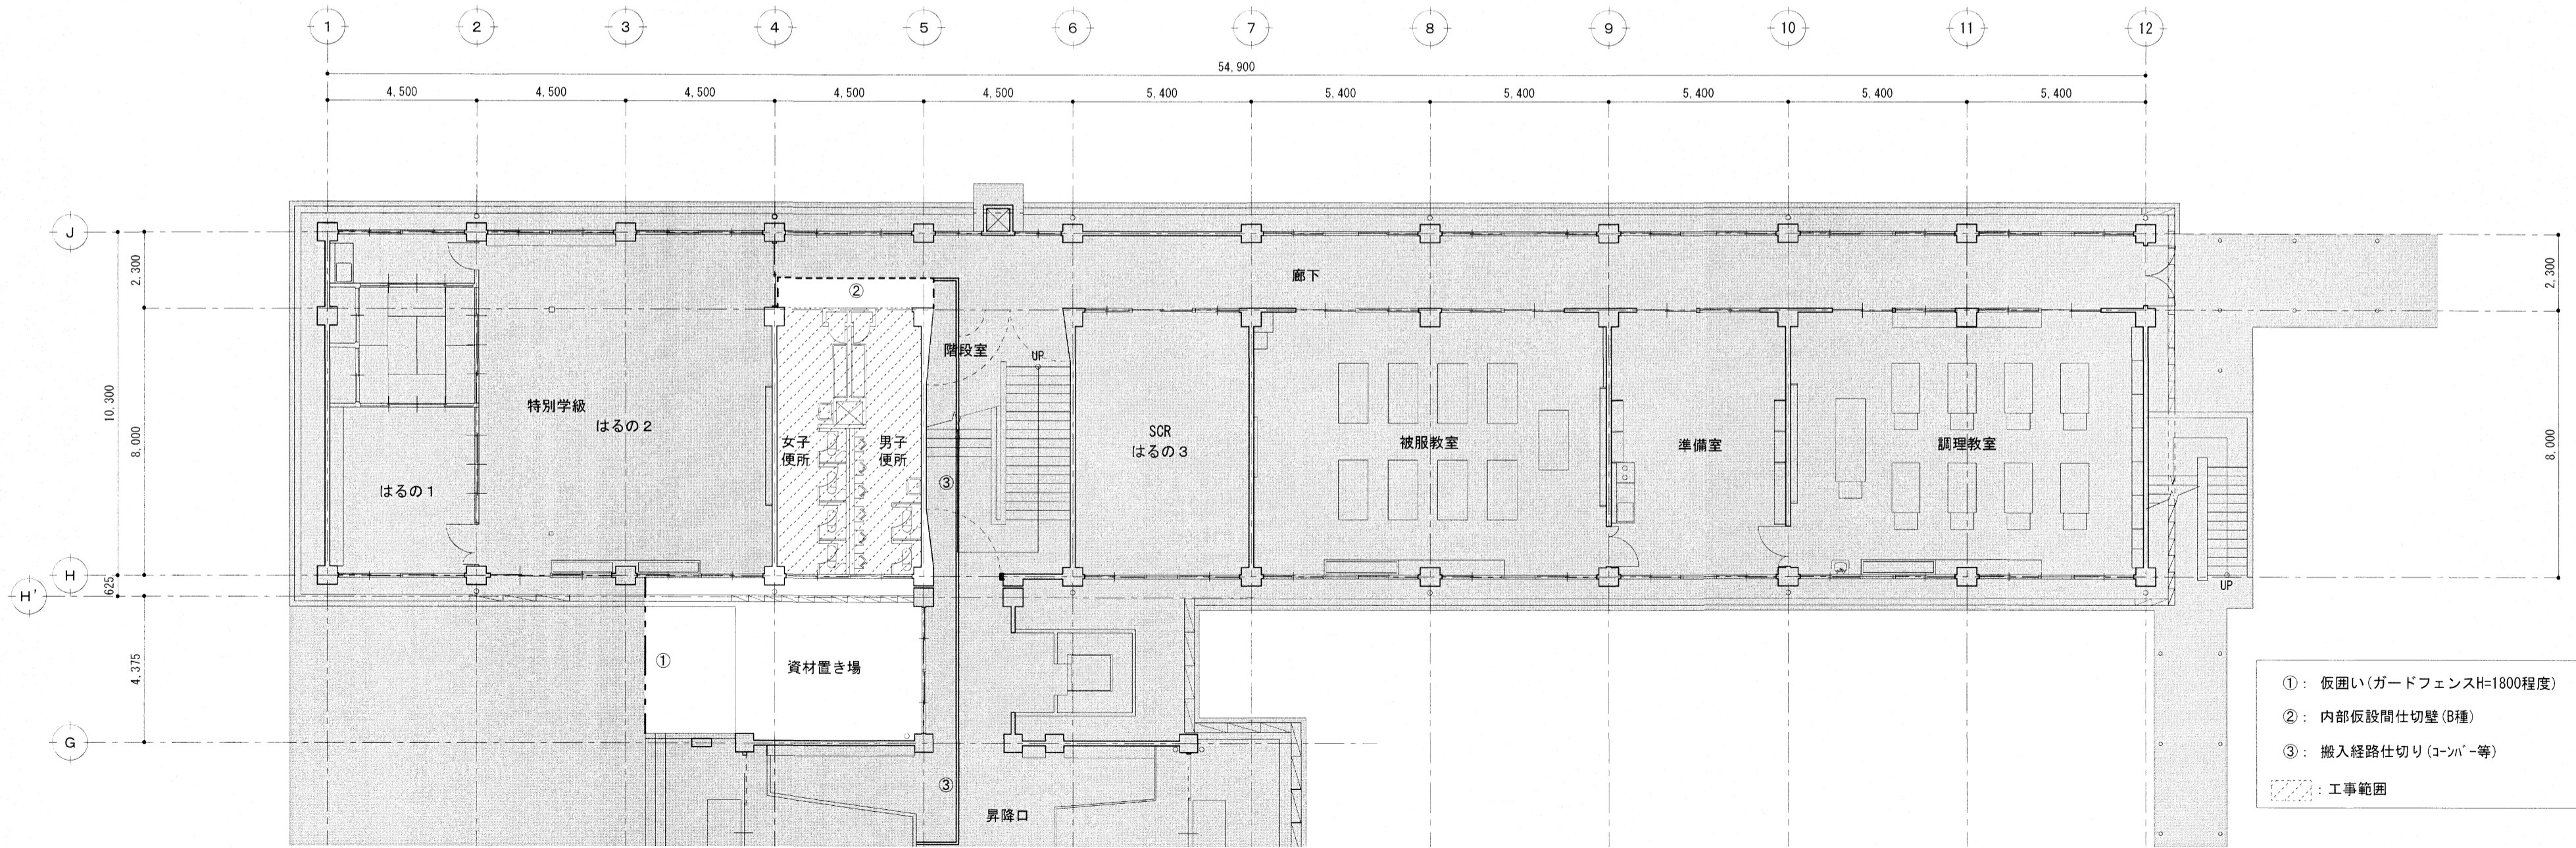 1 2 3 4 5 6 7 8 9 10 11 12
54,900
4,500 4,500 4,500 4,500 4,500 5,400 5,400 5,400 5,400 5,400 5,400
J
2,300
10,300
8,000
H
625
H'
4,375
G
2,300
8,000
廊下
②
階段室
UP
特別学級
はるの2
はるの1
女子
便所
男子
便所
③
SCR
はるの3
被服教室
準備室
調理教室
UP
①
資材置き場
③
昇降口
①: 仮囲い(ガードフェンスH=1800程度)
②: 内部仮設間仕切壁(B種)
③: 搬入経路仕切り(コーンバー等)
: 工事範囲